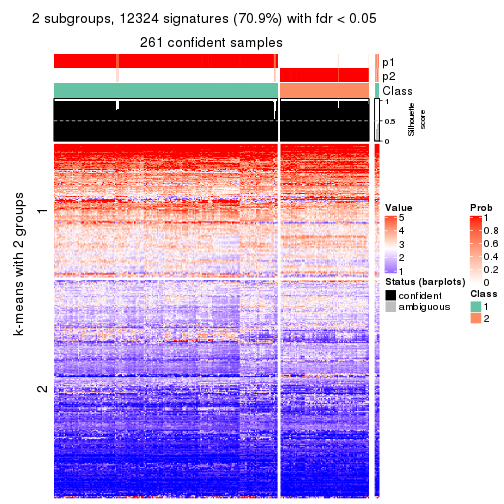 2 subgroups, 12324 signatures (70.9%) with fdr < 0.05
261 confident samples
p1
p2
Class
1
0.5
0
Silhouette
score
k-means with 2 groups
1
2
Value
5
4
3
2
1
Status (barplots)
confident
ambiguous
Prob
1
0.8
0.6
0.4
0.2
0
Class
1
2